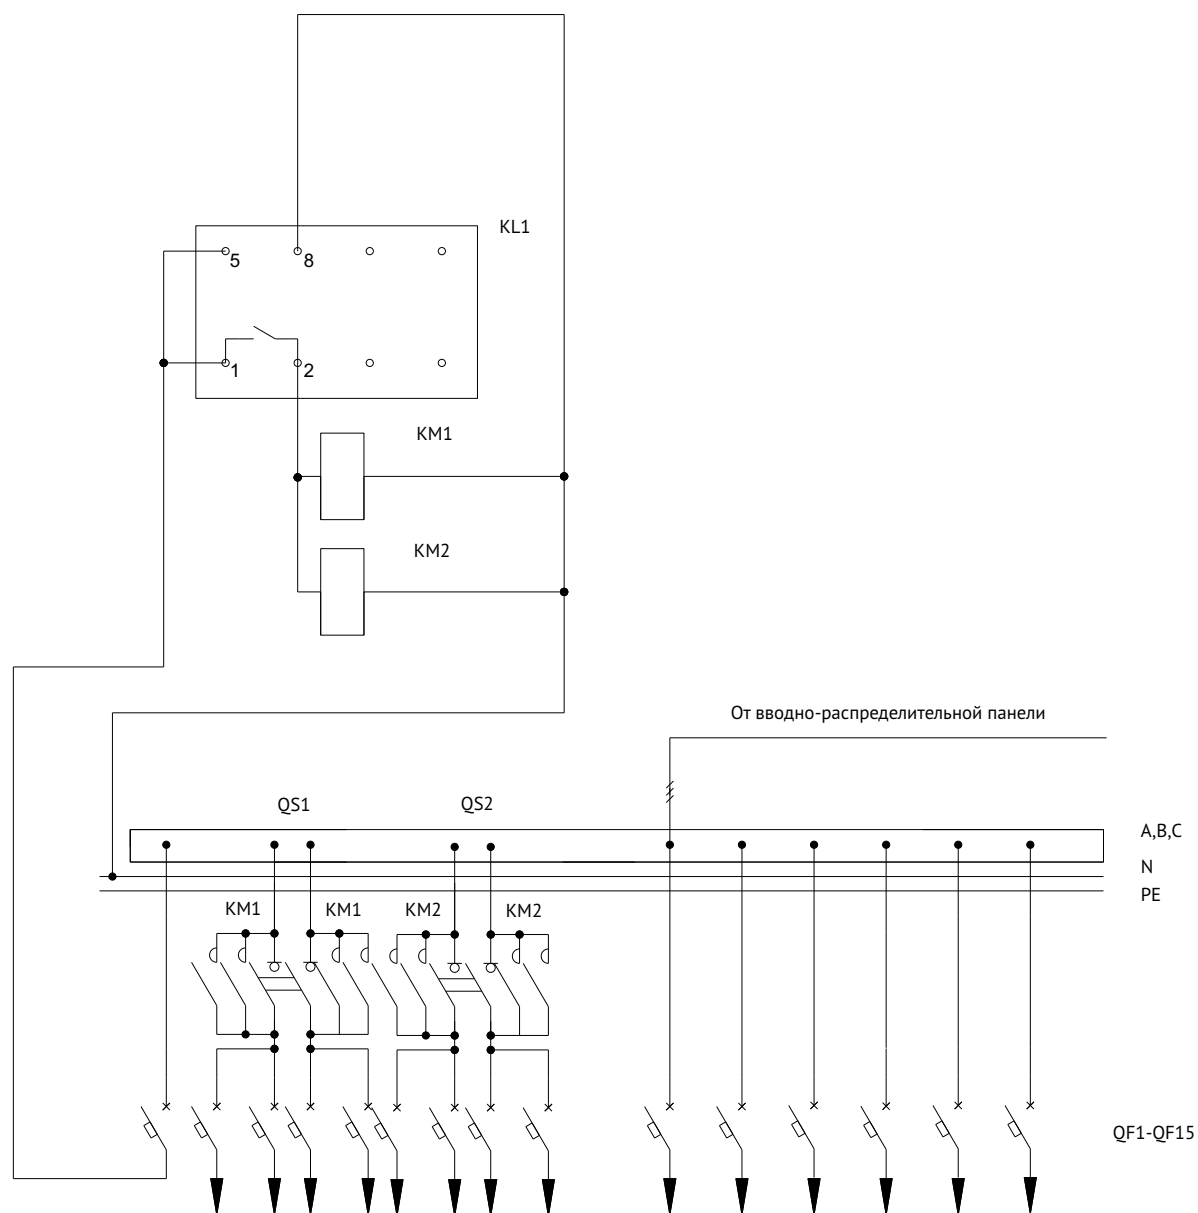 KL1
5 8
1 2
KM1
KM2
От вводно-распределительной панели
QS1 QS2
A,B,C
N
PE
KM1 KM1 KM2 KM2
QF1-QF15